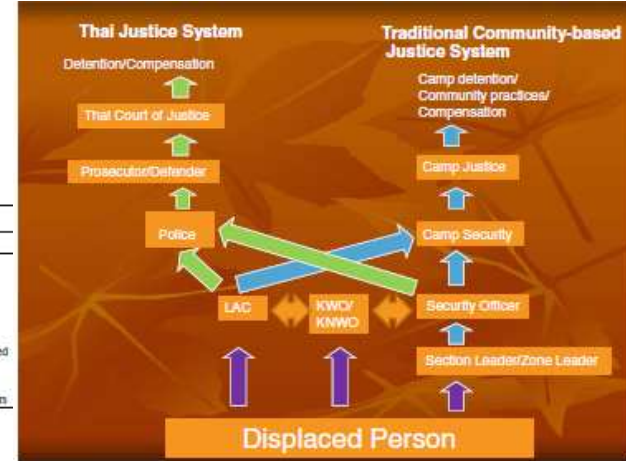 Thai Justice System
Detention/Compensation
Thai Court of Justice
Prosecutor/Defender
Police
Traditional Community-based
Justice System
Camp detention/
Community practices/
Compensation
Camp Justice
Camp Security
LAC
KWO/
KNWO
Security Officer
Section Leader/Zone Leader
Displaced Person